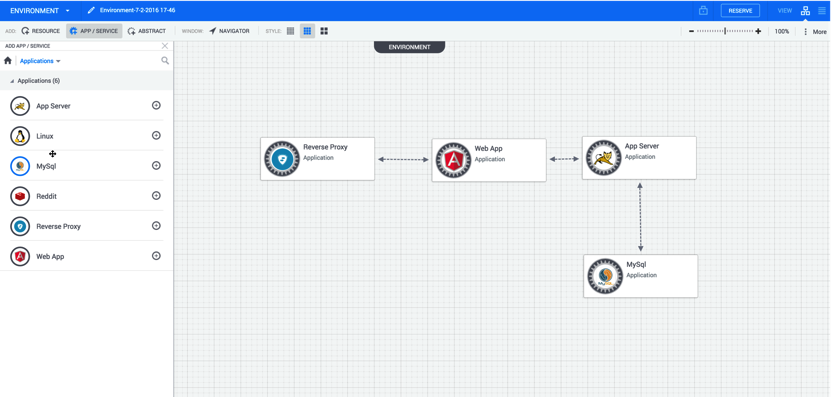 ENVIRONMENT
Environment-7-2-2016 17-46
RESERVE
VIEW
ADD: RESOURCE APP / SERVICE ABSTRACT WINDOW: NAVIGATOR STYLE: 100% More
ADD APP / SERVICE
ENVIRONMENT
Applications
Applications (6)
App Server
Linux
MySql
Reddit
Reverse Proxy
Web App
Reverse Proxy
Application
Web App
Application
App Server
Application
MySql
Application